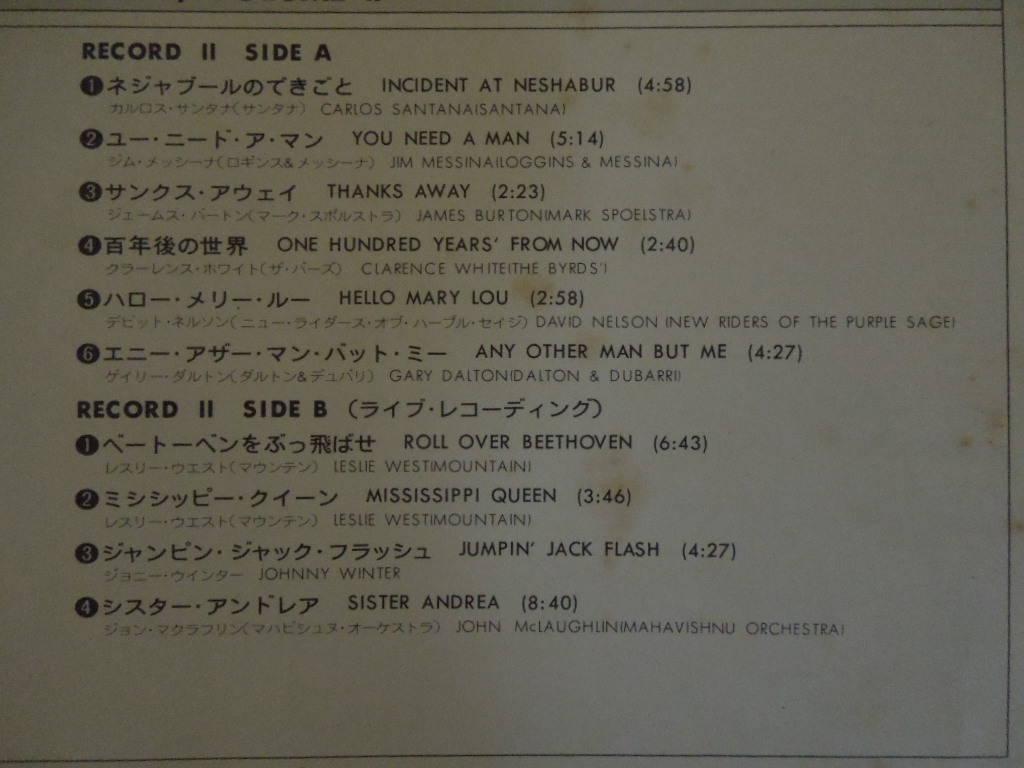 RECORD II SIDE A
❶ネジャブールのできごと INCIDENT AT NESHABUR (4:58)
カルロス・サンタナ(サンタナ) CARLOS SANTANA(SANTANA)
❷ユー・ニード・ア・マン YOU NEED A MAN (5:14)
ジム・メッシーナ(ロギンス&メッシーナ) JIM MESSINA(LOGGINS & MESSINA)
❸サンクス・アウェイ THANKS AWAY (2:23)
ジェームス・バートン(マーク・スポルストラ) JAMES BURTON(MARK SPOELSTRA)
❹百年後の世界 ONE HUNDRED YEARS' FROM NOW (2:40)
クラーレンス・ホワイト(ザ・バーズ) CLARENCE WHITE(THE BYRDS')
❺ハロー・メリー・ルー HELLO MARY LOU (2:58)
デビット・ネルソン(ニュー・ライダース・オブ・パープル・セイジ) DAVID NELSON (NEW RIDERS OF THE PURPLE SAGE)
❻エニー・アザー・マン・バット・ミー ANY OTHER MAN BUT ME (4:27)
ゲイリー・ダルトン(ダルトン&デュバリ) GARY DALTON(DALTON & DUBARRI)
RECORD II SIDE B (ライブ・レコーディング)
❶ベートーベンをぶっ飛ばせ ROLL OVER BEETHOVEN (6:43)
レスリー・ウエスト(マウンテン) LESLIE WEST(MOUNTAIN)
❷ミシシッピー・クイーン MISSISSIPPI QUEEN (3:46)
レスリー・ウエスト(マウンテン) LESLIE WEST(MOUNTAIN)
❸ジャンピン・ジャック・フラッシュ JUMPIN' JACK FLASH (4:27)
ジョニー・ウインター JOHNNY WINTER
❹シスター・アンドレア SISTER ANDREA (8:40)
ジョン・マクラフリン(マハビシュヌ・オーケストラ) JOHN McLAUGHLIN(MAHAVISHNU ORCHESTRA)